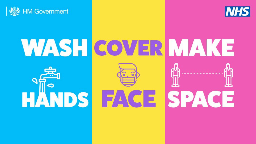 HM Government
NHS
WASH COVER MAKE
HANDS FACE SPACE